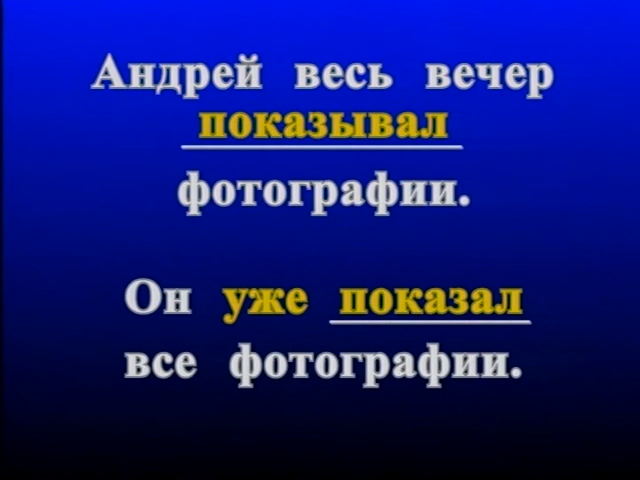 Андрей весь вечер
показывал
фотографии.
Он уже показал
все фотографии.